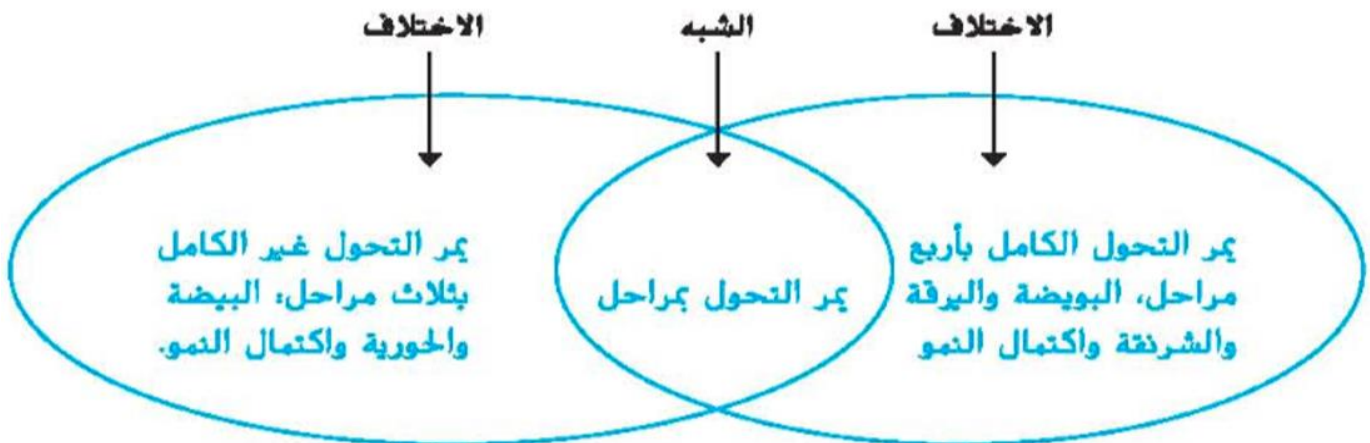 الاختلاف
الشبه
الاختلاف
يمر التحول الكامل بأربع
مراحل، البويضة واليرقة
والشرنقة واكتمال النمو
يمر التحول بمراحل
يمر التحول غير الكامل
بثلاث مراحل: البيضة
والحورية واكتمال النمو.